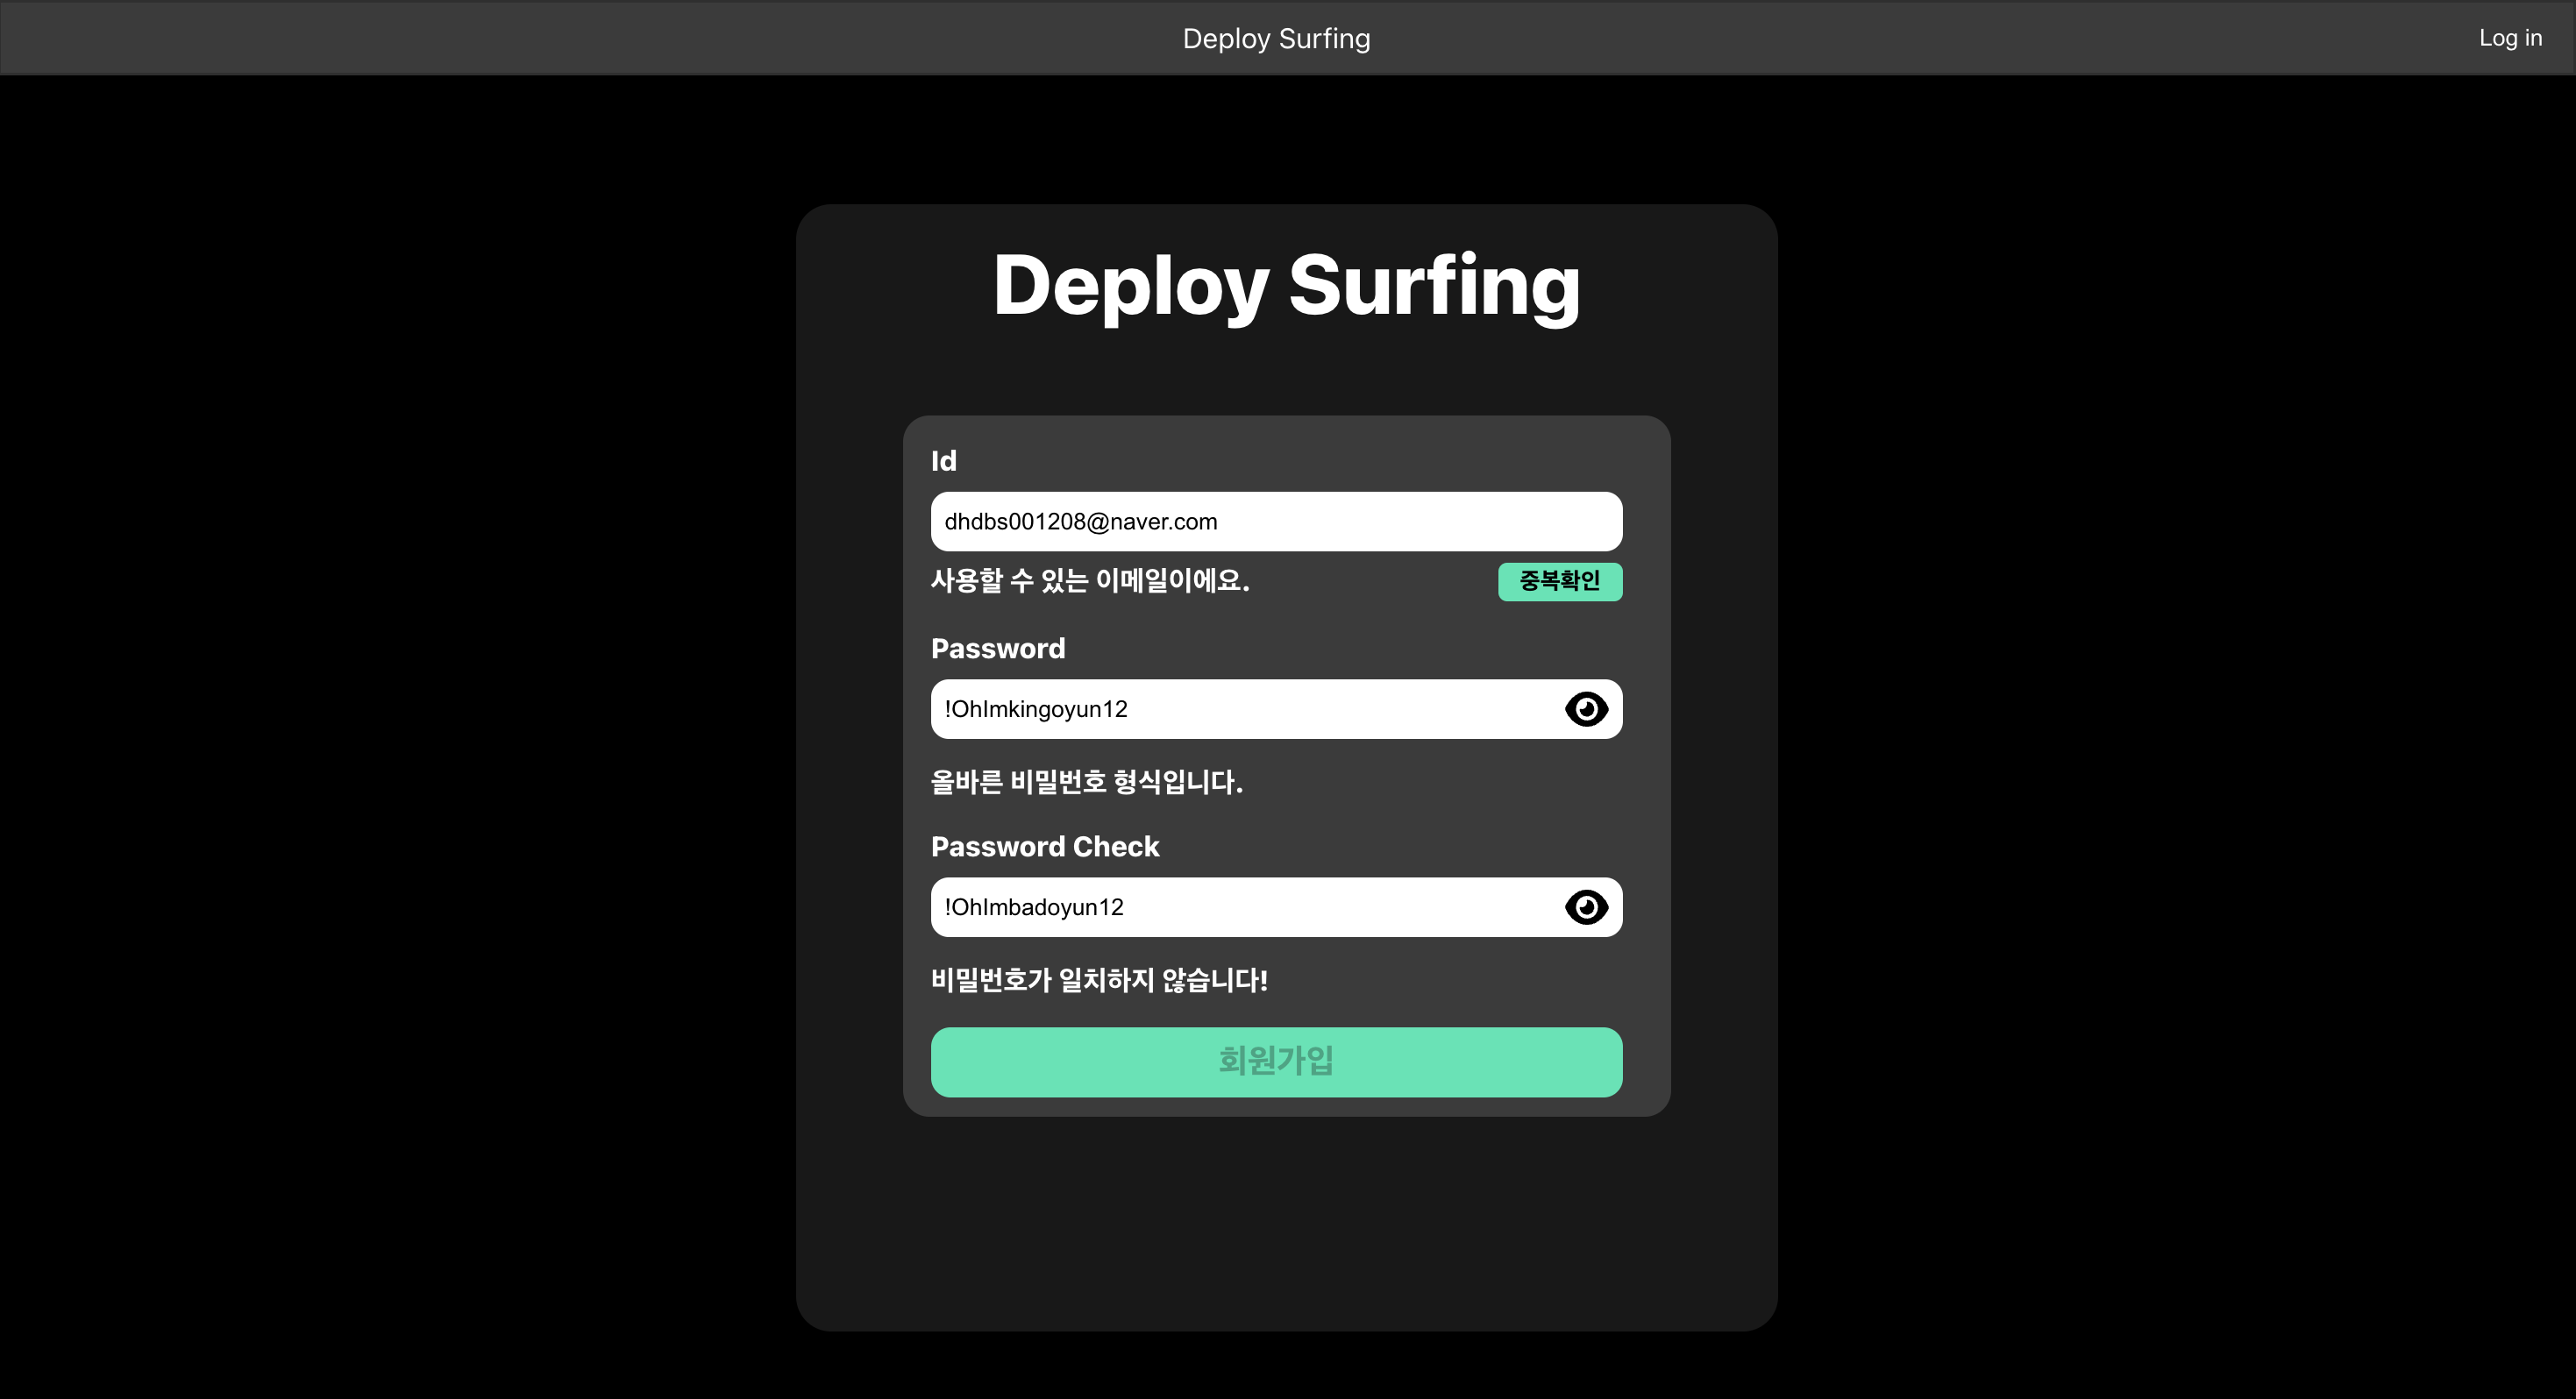 Deploy Surfing
Log in
Deploy Surfing
Id
dhdbs001208@naver.com
사용할 수 있는 이메일이에요.
중복확인
Password
!OhImkingoyun12
올바른 비밀번호 형식입니다.
Password Check
!OhImbadoyun12
비밀번호가 일치하지 않습니다!
회원가입